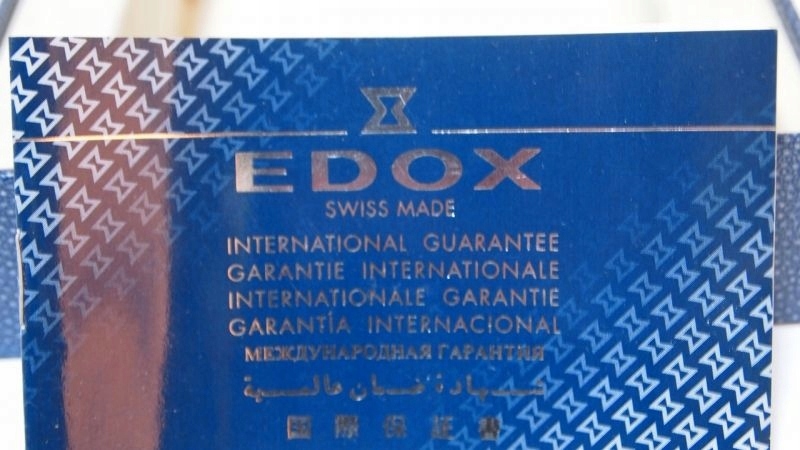 EDOX
SWISS MADE
INTERNATIONAL GUARANTEE
GARANTIE INTERNATIONALE
INTERNATIONALE GARANTIE
GARANTÍA INTERNACIONAL
МЕЖДУНАРОДНАЯ ГАРАНТИЯ
شهادة ضمان عالمية
国際保証書